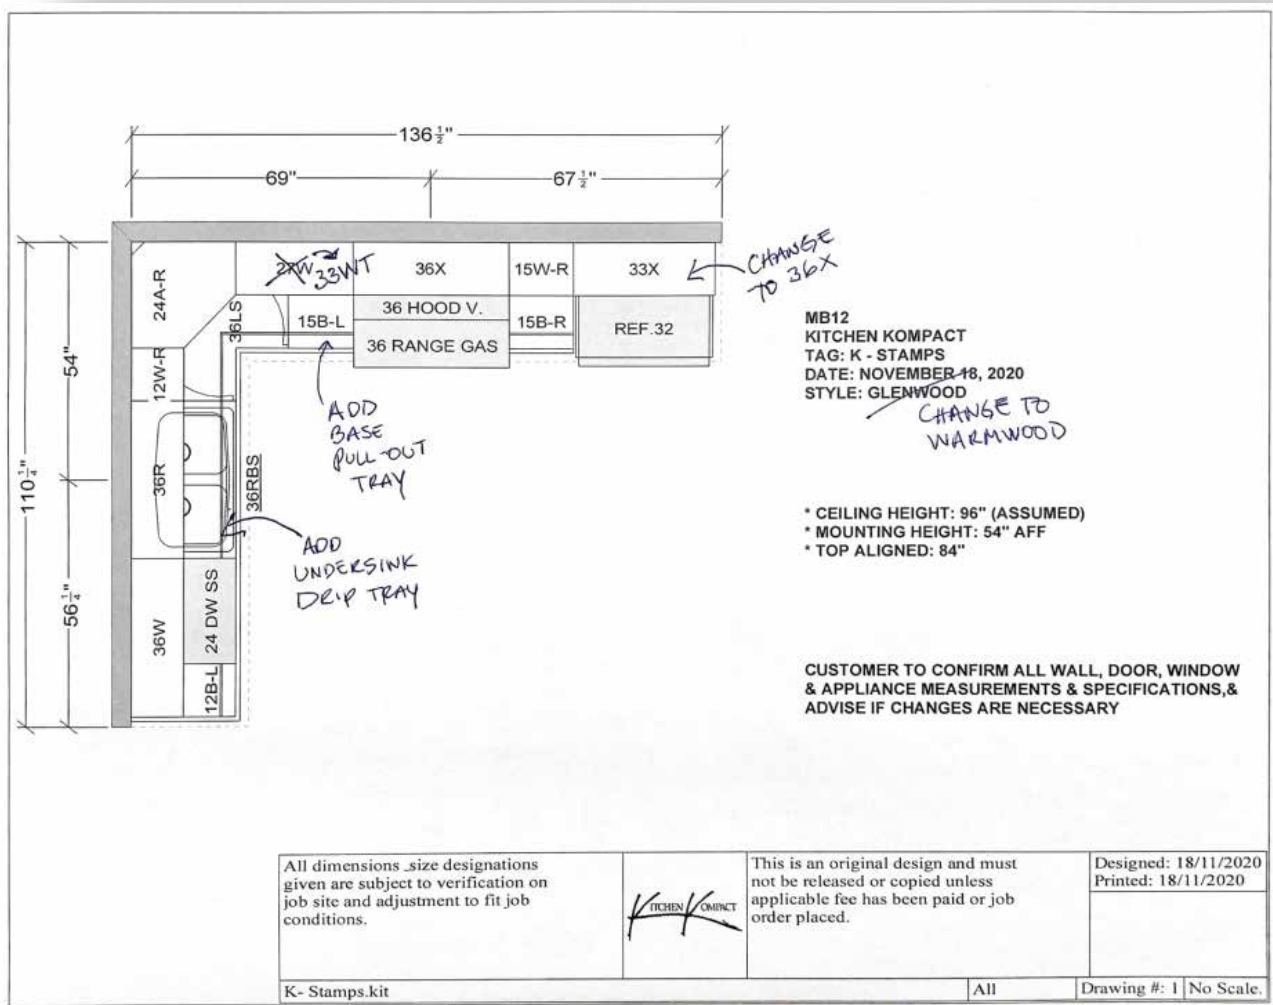 136 1/2"
69"
67 1/2"
110 1/4"
54"
56 1/4"
24A-R
27W
33WT
36X
15W-R
33X
CHANGE
TO 36X
36LS
15B-L
36 HOOD V.
36 RANGE GAS
15B-R
REF.32
12W-R
36R
36RBS
ADD
BASE
PULL-OUT
TRAY
ADD
UNDERSINK
DRIP TRAY
36W
24 DW SS
12B-L
MB12
KITCHEN KOMPACT
TAG: K - STAMPS
DATE: NOVEMBER 18, 2020
STYLE: GLENWOOD
CHANGE TO
WARMWOOD
* CEILING HEIGHT: 96" (ASSUMED)
* MOUNTING HEIGHT: 54" AFF
* TOP ALIGNED: 84"
CUSTOMER TO CONFIRM ALL WALL, DOOR, WINDOW
& APPLIANCE MEASUREMENTS & SPECIFICATIONS,&
ADVISE IF CHANGES ARE NECESSARY
All dimensions _size designations
given are subject to verification on
job site and adjustment to fit job
conditions.
KITCHEN KOMPACT
This is an original design and must
not be released or copied unless
applicable fee has been paid or job
order placed.
Designed: 18/11/2020
Printed: 18/11/2020
K- Stamps.kit
All
Drawing #: 1
No Scale.